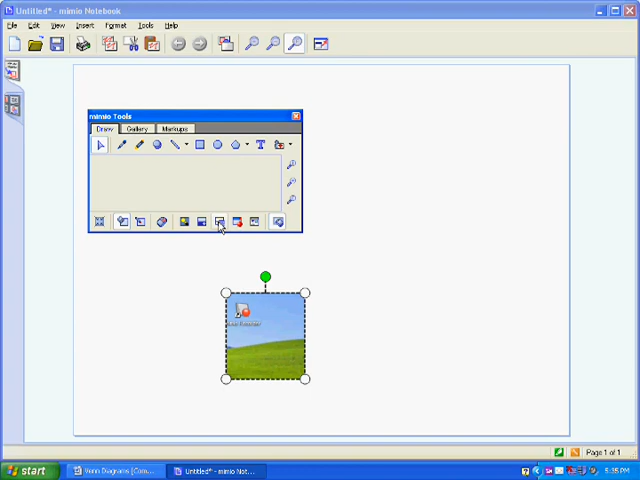 Untitled* - mimio Notebook
File Edit View Insert Format Tools Help
mimio Tools
Draw Gallery Markups
T
Page 1 of 1
start
Venn Diagrams [Com...
Untitled* - mimio Not...
5:35 PM